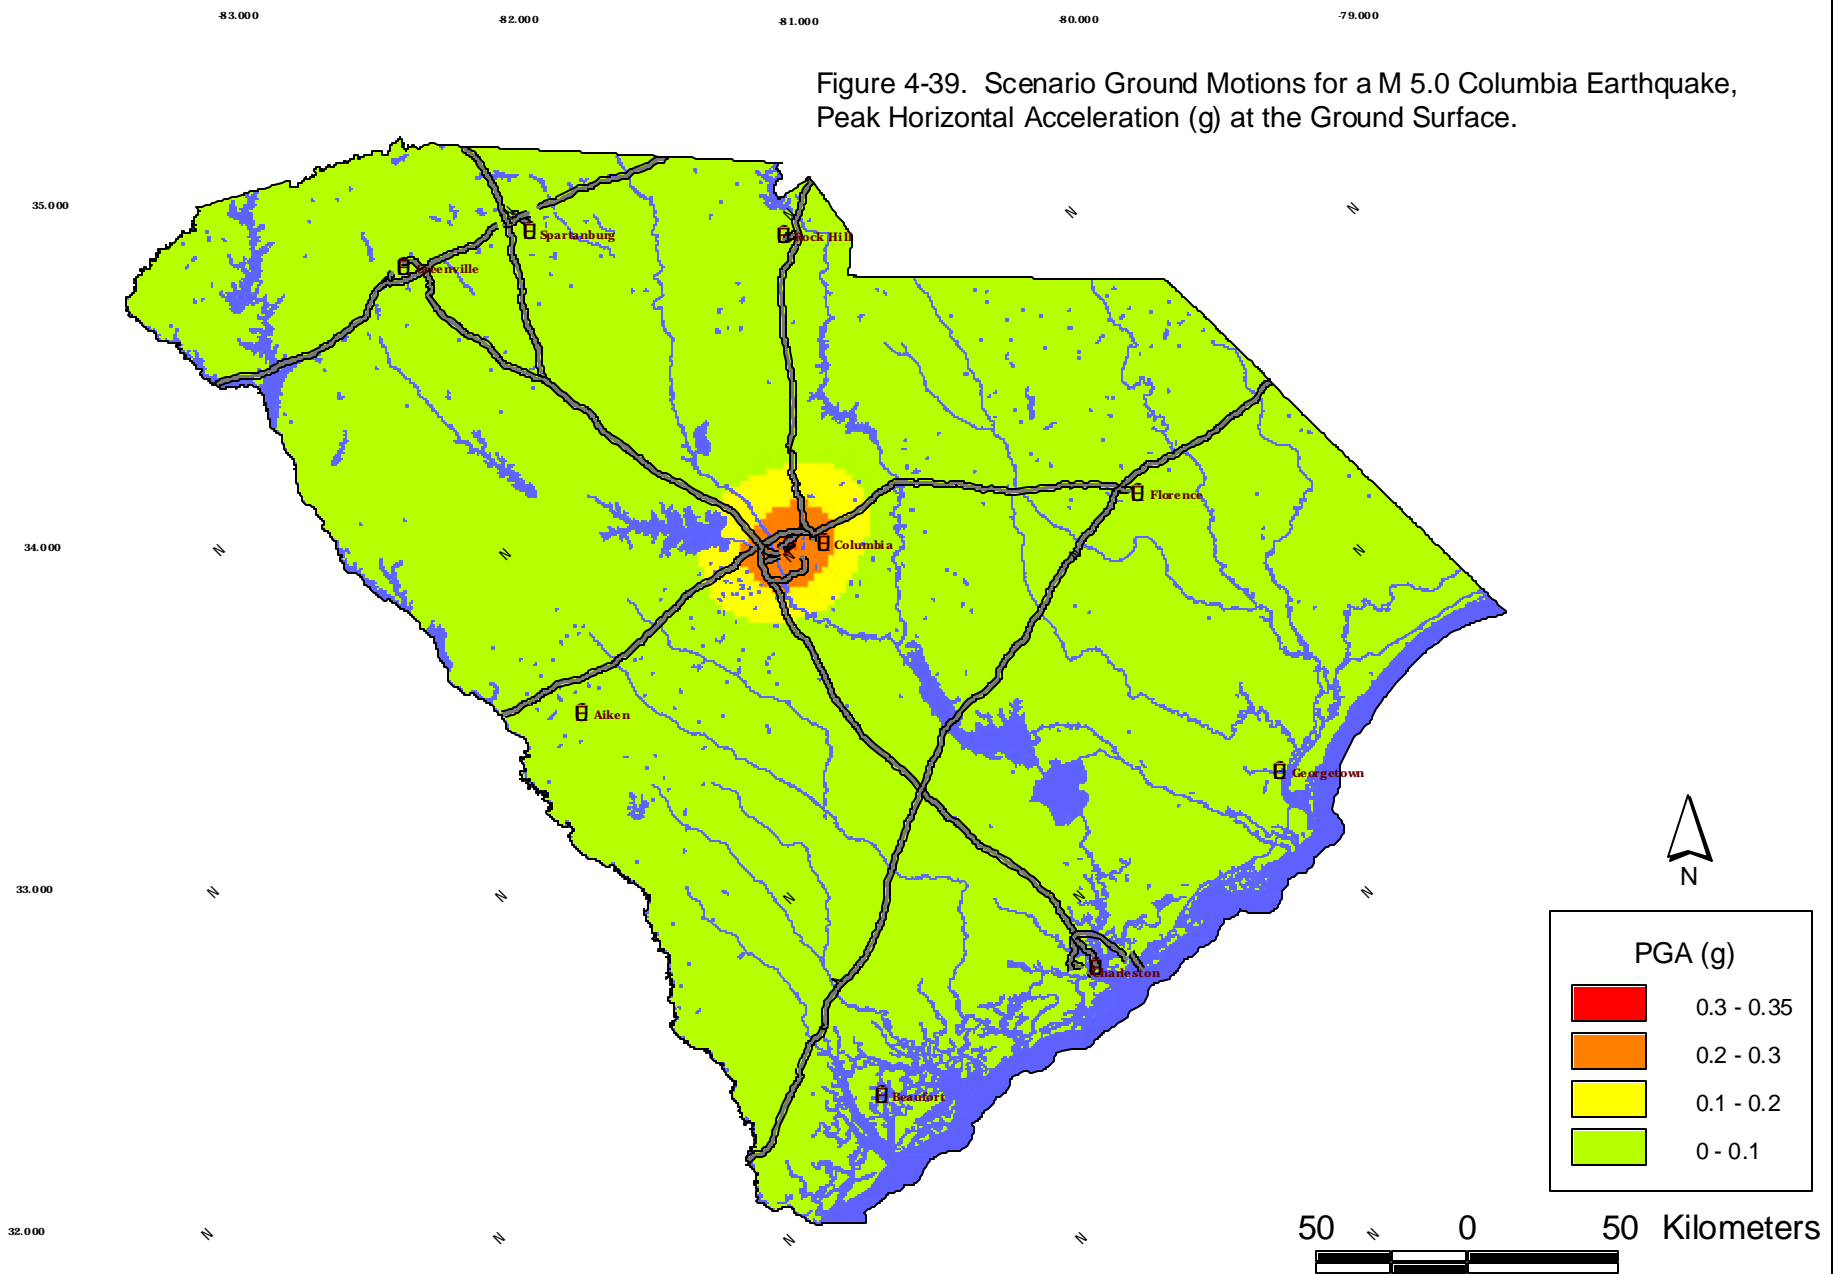 -83.000
-82.000
-81.000
-80.000
-79.000
Figure 4-39. Scenario Ground Motions for a M 5.0 Columbia Earthquake,
Peak Horizontal Acceleration (g) at the Ground Surface.
35.000
N
N
N
Spartanburg
Rock Hill
Greenville
Florence
34.000
N
N
N
N
N
Columbia
Aiken
Georgetown
33.000
N
N
N
N
N
N
Charleston
PGA (g)
0.3 - 0.35
0.2 - 0.3
0.1 - 0.2
0 - 0.1
Beaufort
32.000
N
N
N
N
N
50 0 50 Kilometers